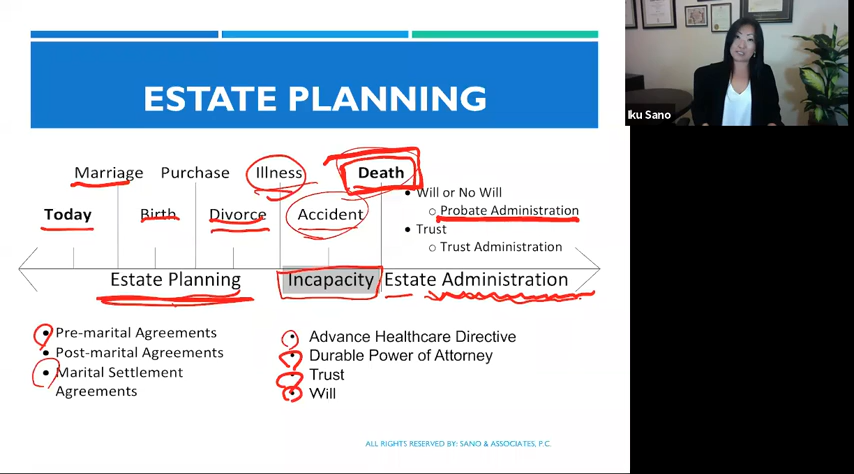 ESTATE PLANNING
Iku Sano
Marriage Purchase Illness Death
• Will or No Will
Today Birth Divorce Accident
○ Probate Administration
• Trust
○ Trust Administration
Estate Planning Incapacity Estate Administration
• Pre-marital Agreements
• Post-marital Agreements
• Marital Settlement
Agreements
• Advance Healthcare Directive
• Durable Power of Attorney
• Trust
• Will
ALL RIGHTS RESERVED BY: SANO & ASSOCIATES, P.C.